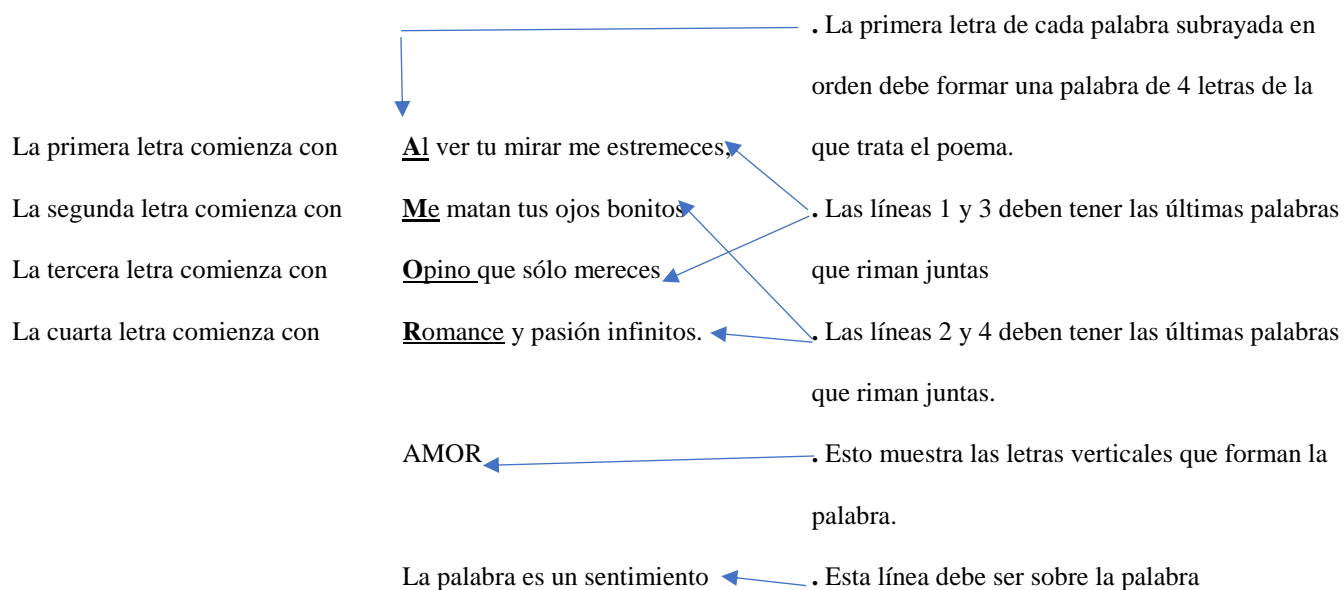 . La primera letra de cada palabra subrayada en
orden debe formar una palabra de 4 letras de la
La primera letra comienza con Al ver tu mirar me estremeces, que trata el poema.
La segunda letra comienza con Me matan tus ojos bonitos . Las líneas 1 y 3 deben tener las últimas palabras
La tercera letra comienza con Opino que sólo mereces que riman juntas
La cuarta letra comienza con Romance y pasión infinitos. . Las líneas 2 y 4 deben tener las últimas palabras
que riman juntas.
AMOR . Esto muestra las letras verticales que forman la
palabra.
La palabra es un sentimiento . Esta línea debe ser sobre la palabra